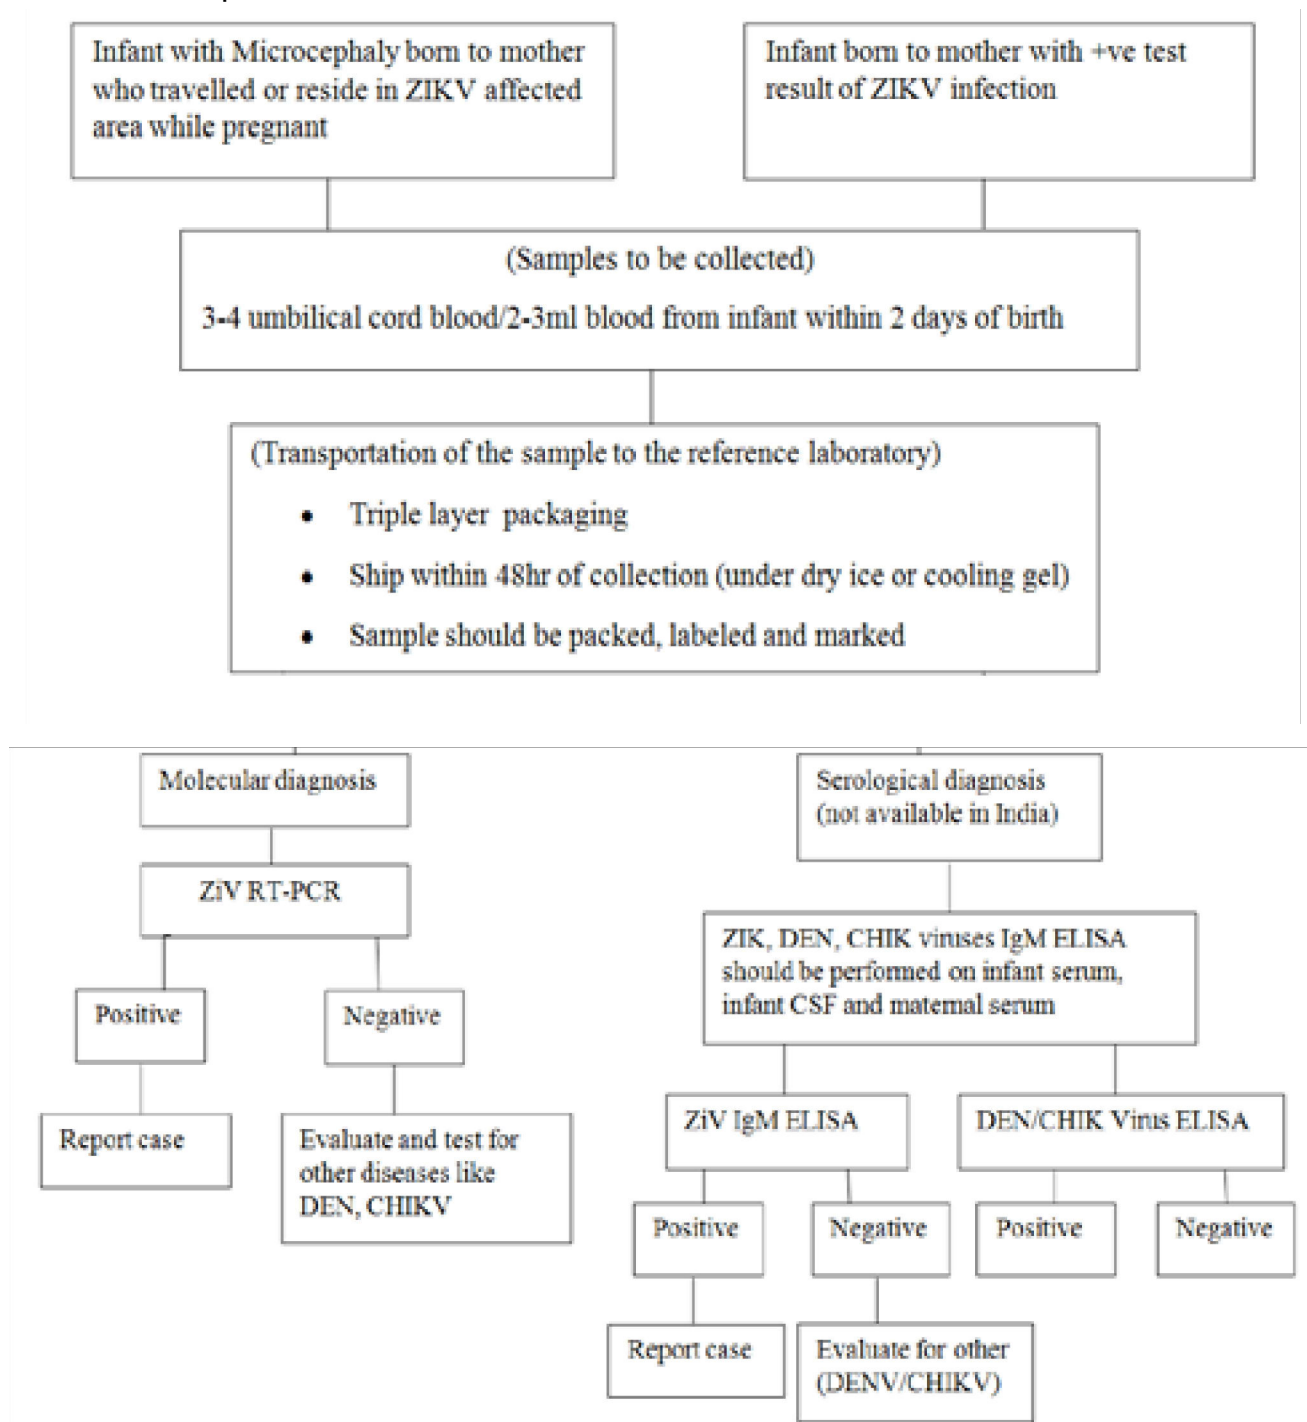 Infant with Microcephaly born to mother
who travelled or reside in ZIKV affected
area while pregnant
Infant born to mother with +ve test
result of ZIKV infection
(Samples to be collected)
3-4 umbilical cord blood/2-3ml blood from infant within 2 days of birth
(Transportation of the sample to the reference laboratory)
• Triple layer packaging
• Ship within 48hr of collection (under dry ice or cooling gel)
• Sample should be packed, labeled and marked
Molecular diagnosis
Serological diagnosis
(not available in India)
ZiV RT-PCR
ZIK, DEN, CHIK viruses IgM ELISA
should be performed on infant serum,
infant CSF and maternal serum
Positive
Negative
ZiV IgM ELISA
DEN/CHIK Virus ELISA
Report case
Evaluate and test for
other diseases like
DEN, CHIKV
Positive
Negative
Positive
Negative
Report case
Evaluate for other
(DENV/CHIKV)